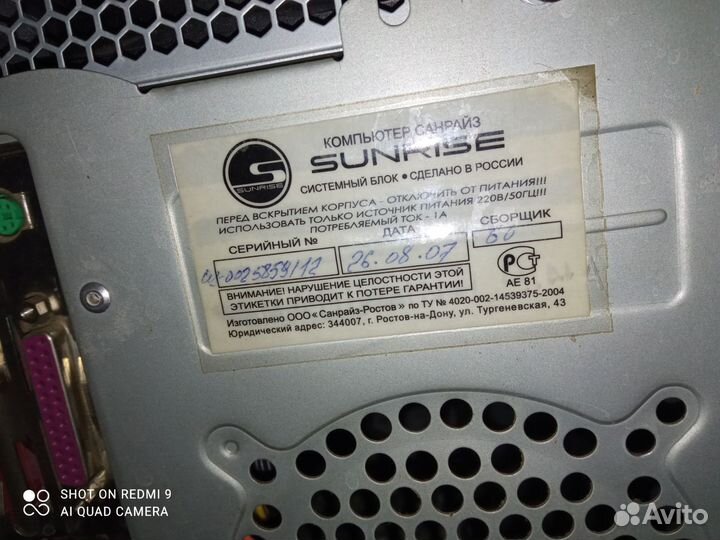 КОМПЬЮТЕР САНРАЙЗ
SUNRISE
SUNRISE
СИСТЕМНЫЙ БЛОК • СДЕЛАНО В РОССИИ
ПЕРЕД ВСКРЫТИЕМ КОРПУСА - ОТКЛЮЧИТЬ ОТ ПИТАНИЯ!!!
ИСПОЛЬЗОВАТЬ ТОЛЬКО ИСТОЧНИК ПИТАНИЯ 220В/50ГЦ!!!
ПОТРЕБЛЯЕМЫЙ ТОК - 1А
СЕРИЙНЫЙ № ДАТА СБОРЩИК
0025859/12 26.08.07
ВНИМАНИЕ! НАРУШЕНИЕ ЦЕЛОСТНОСТИ ЭТОЙ
ЭТИКЕТКИ ПРИВОДИТ К ПОТЕРЕ ГАРАНТИИ!
АЕ 81
Изготовлено ООО «Санрайз-Ростов» по ТУ № 4020-002-14539375-2004
Юридический адрес: 344007, г. Ростов-на-Дону, ул. Тургеневская, 43
SHOT ON REDMI 9
AI QUAD CAMERA
Avito